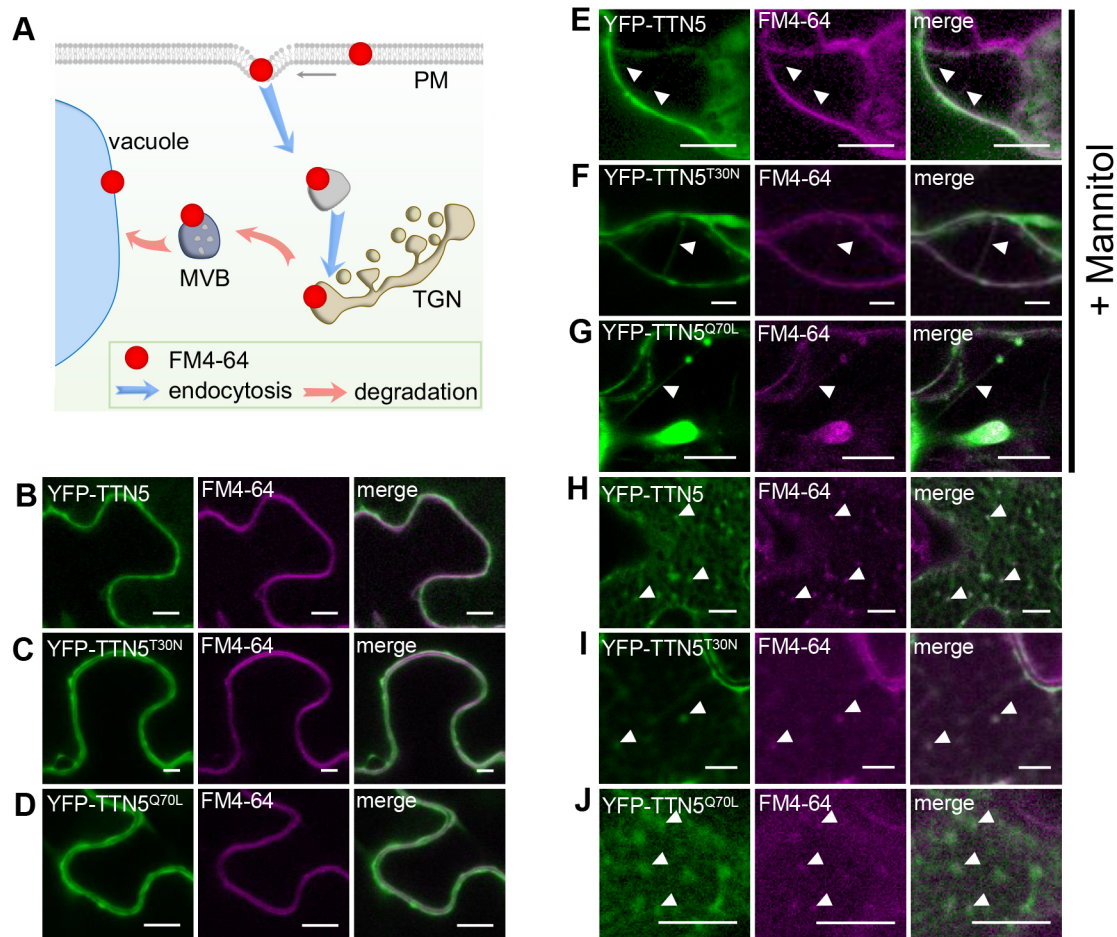 A
PM
vacuole
MVB
TGN
FM4-64
endocytosis
degradation
B
YFP-TTN5
FM4-64
merge
C
YFP-TTN5T30N
FM4-64
merge
D
YFP-TTN5Q70L
FM4-64
merge
E
YFP-TTN5
FM4-64
merge
F
YFP-TTN5T30N
FM4-64
merge
G
YFP-TTN5Q70L
FM4-64
merge
+ Mannitol
H
YFP-TTN5
FM4-64
merge
I
YFP-TTN5T30N
FM4-64
merge
J
YFP-TTN5Q70L
FM4-64
merge